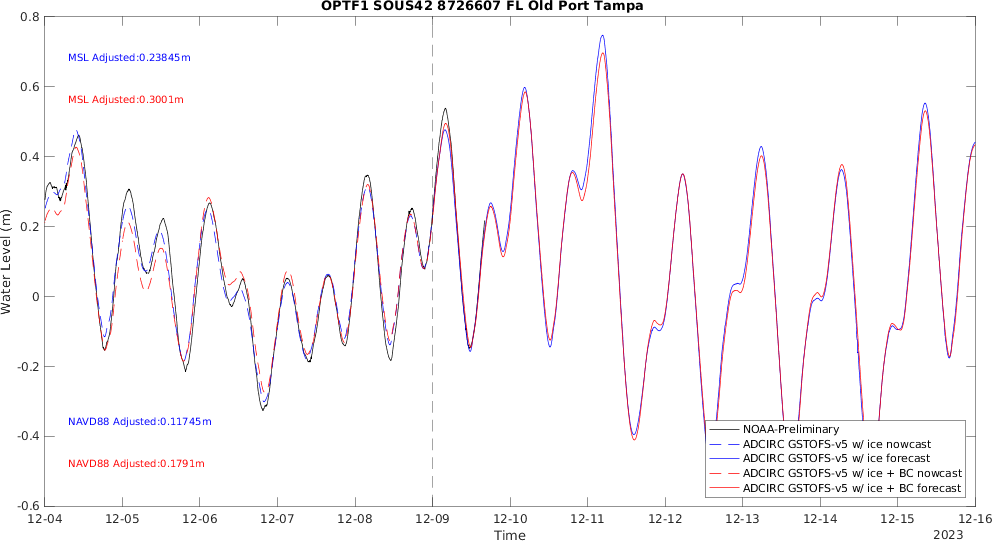 OPTF1 SOUS42 8726607 FL Old Port Tampa
MSL Adjusted:0.23845m
MSL Adjusted:0.3001m
NAVD88 Adjusted:0.11745m
NAVD88 Adjusted:0.1791m
Water Level (m)
0.8
0.6
0.4
0.2
0
-0.2
-0.4
-0.6
NOAA-Preliminary
ADCIRC GSTOFS-v5 w/ ice nowcast
ADCIRC GSTOFS-v5 w/ ice forecast
ADCIRC GSTOFS-v5 w/ ice + BC nowcast
ADCIRC GSTOFS-v5 w/ ice + BC forecast
12-04 12-05 12-06 12-07 12-08 12-09 12-10 12-11 12-12 12-13 12-14 12-15 12-16
Time
2023